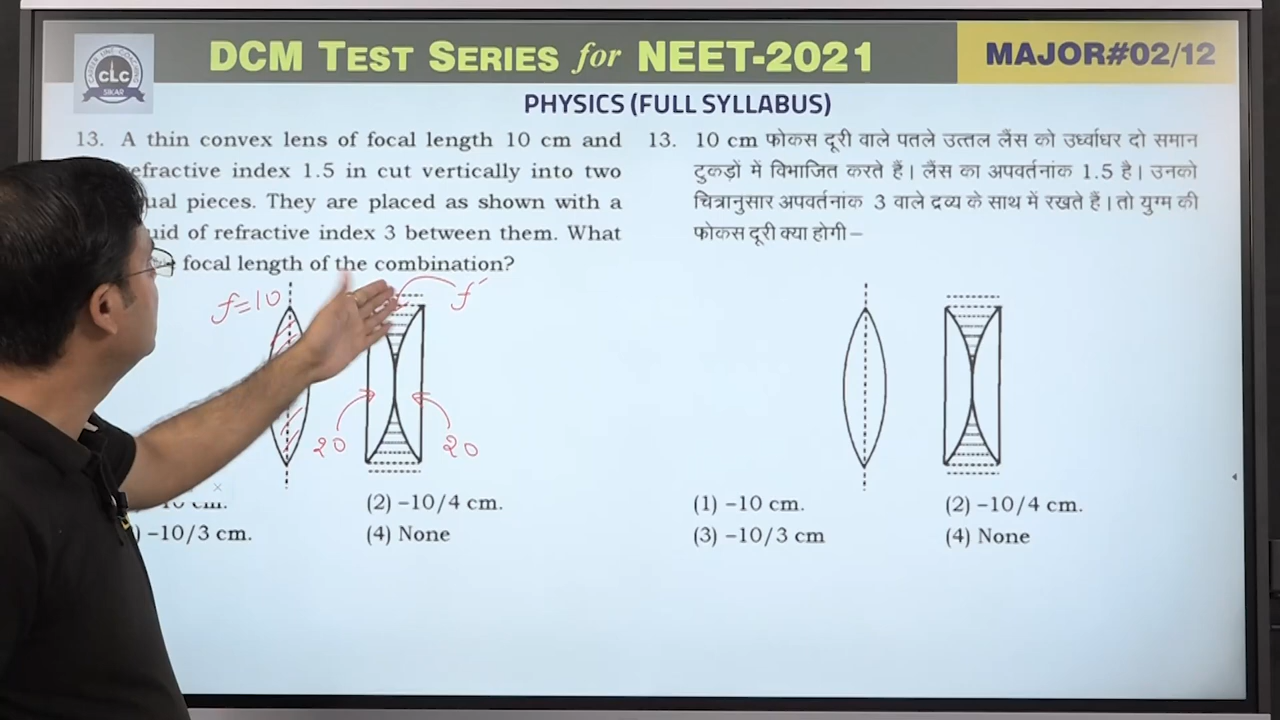 DCM TEST SERIES for NEET-2021
MAJOR#02/12
CLC
SIKAR
PHYSICS (FULL SYLLABUS)
13. A thin convex lens of focal length 10 cm and
efractive index 1.5 in cut vertically into two
ual pieces. They are placed as shown with a
uid of refractive index 3 between them. What
focal length of the combination?
f=10
f'
20
20
(2) –10/4 cm.
) –10/3 cm.
(4) None
13. 10 cm फोकस दूरी वाले पतले उत्तल लैंस को उर्ध्वाधर दो समान
टुकड़ों में विभाजित करते हैं। लैंस का अपवर्तनांक 1.5 है। उनको
चित्रानुसार अपवर्तनांक 3 वाले द्रव्य के साथ में रखते हैं। तो युग्म की
फोकस दूरी क्या होगी –
(1) –10 cm.
(2) –10/4 cm.
(3) –10/3 cm
(4) None